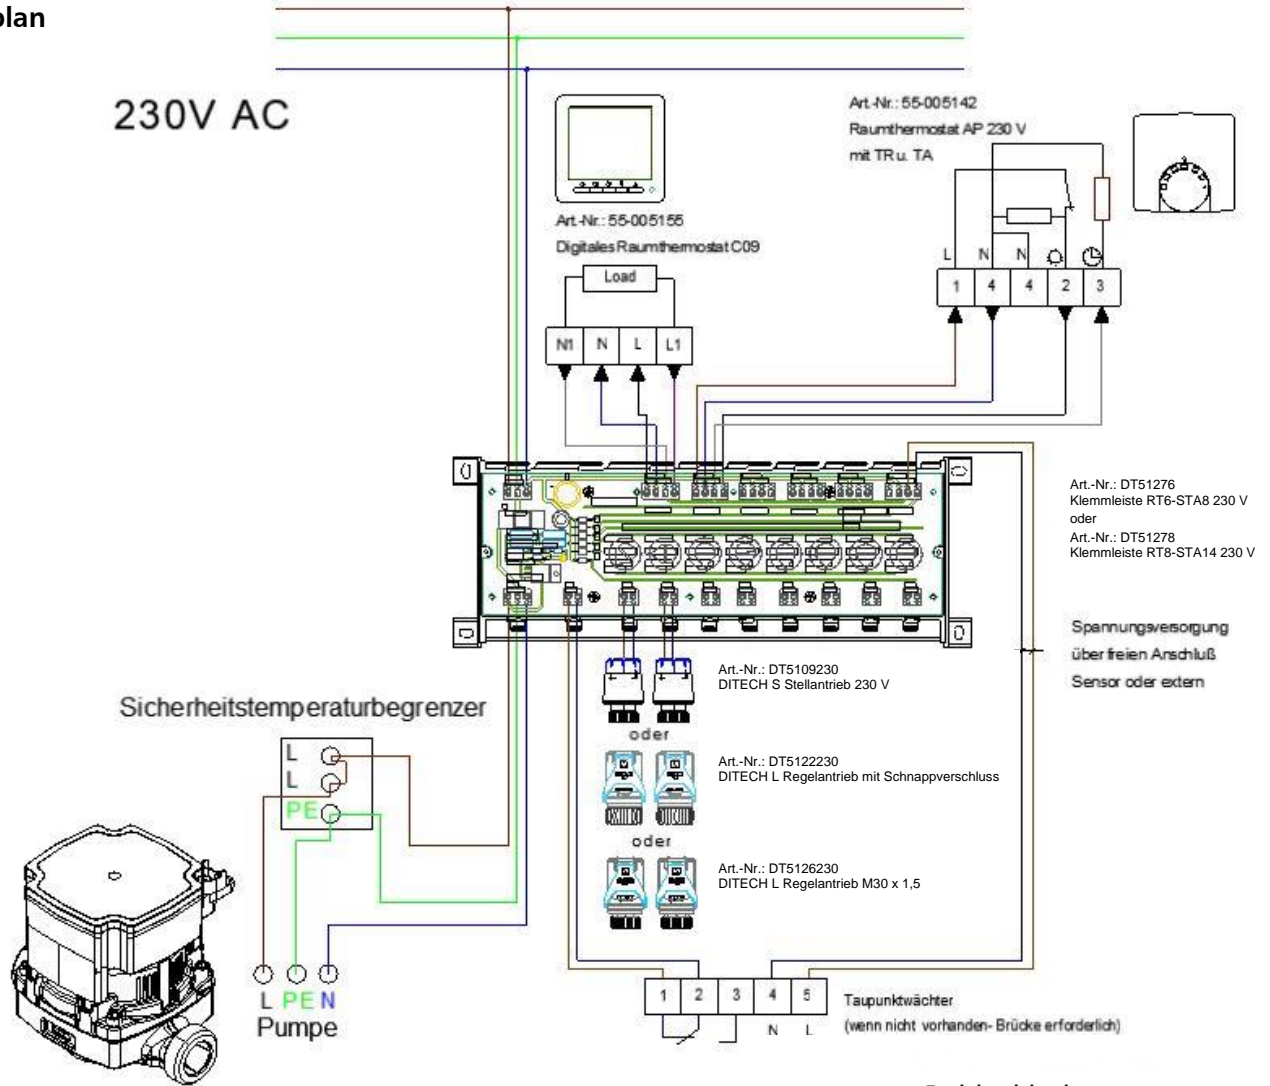 plan
230V AC
Art.-Nr.: 55-005142
Raumthermostat AP 230 V
mit TR u. TA
Art.-Nr.: 55-005155
Digitales Raumthermostat C09
Load
N1 N L L1
L N N
1 4 4 2 3
Art.-Nr.: DT51276
Klemmleiste RT6-STA8 230 V
oder
Art.-Nr.: DT51278
Klemmleiste RT8-STA14 230 V
Spannungsversorgung
über freien Anschluß
Sensor oder extern
Art.-Nr.: DT5109230
DITECH S Stellantrieb 230 V
oder
Art.-Nr.: DT5122230
DITECH L Regelantrieb mit Schnappverschluss
oder
Art.-Nr.: DT5126230
DITECH L Regelantrieb M30 x 1,5
Sicherheitstemperaturbegrenzer
L
L
PE
L PE N
Pumpe
1 2 3 4 5
N L
Taupunktwächter
(wenn nicht vorhanden- Brücke erforderlich)